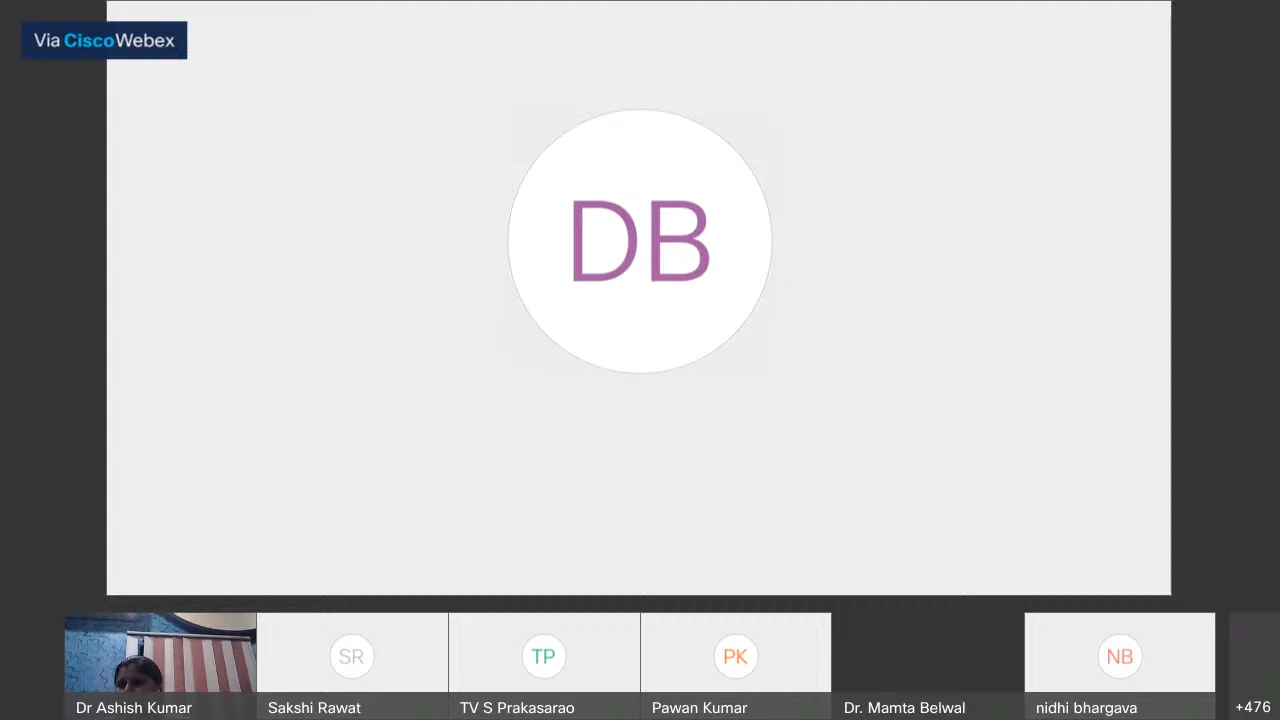 Via CiscoWebex
DB
SR
TP
PK
NB
Dr Ashish Kumar
Sakshi Rawat
TV S Prakasarao
Pawan Kumar
Dr. Mamta Belwal
nidhi bhargava
+476